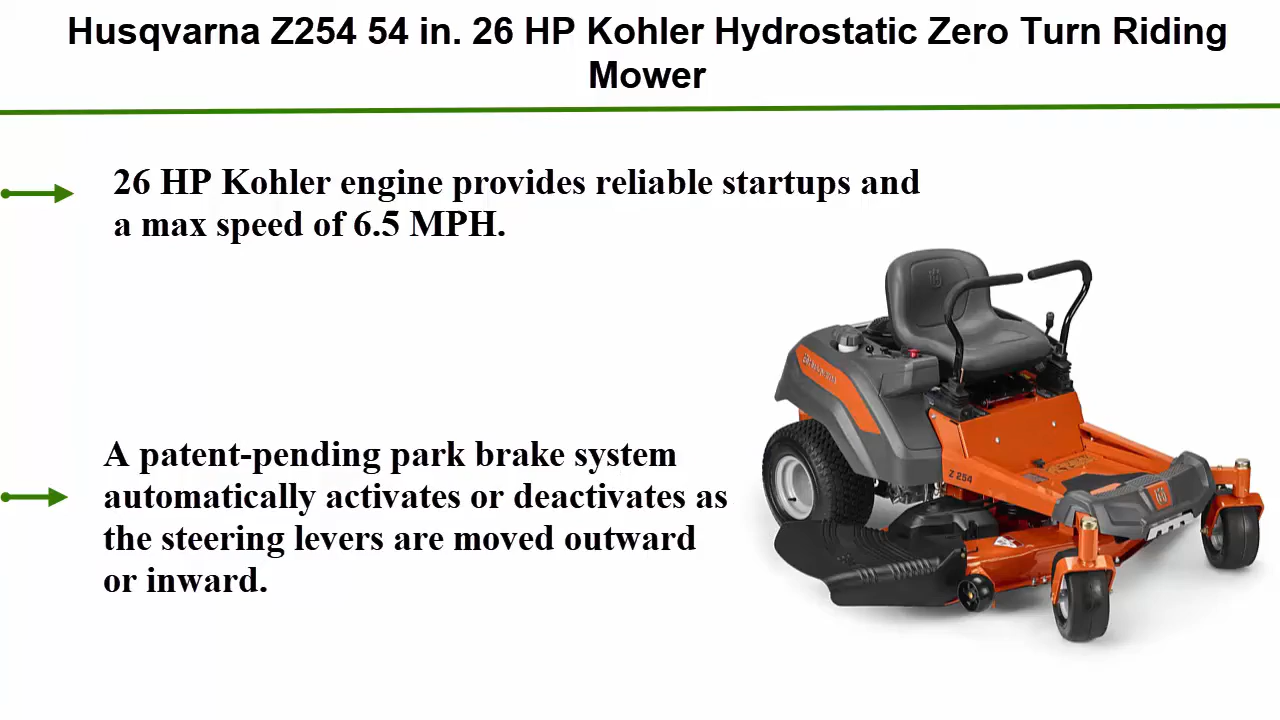 Husqvarna Z254 54 in. 26 HP Kohler Hydrostatic Zero Turn Riding
Mower
26 HP Kohler engine provides reliable startups and
a max speed of 6.5 MPH.
A patent-pending park brake system
automatically activates or deactivates as
the steering levers are moved outward
or inward.
Husqvarna
Z 254